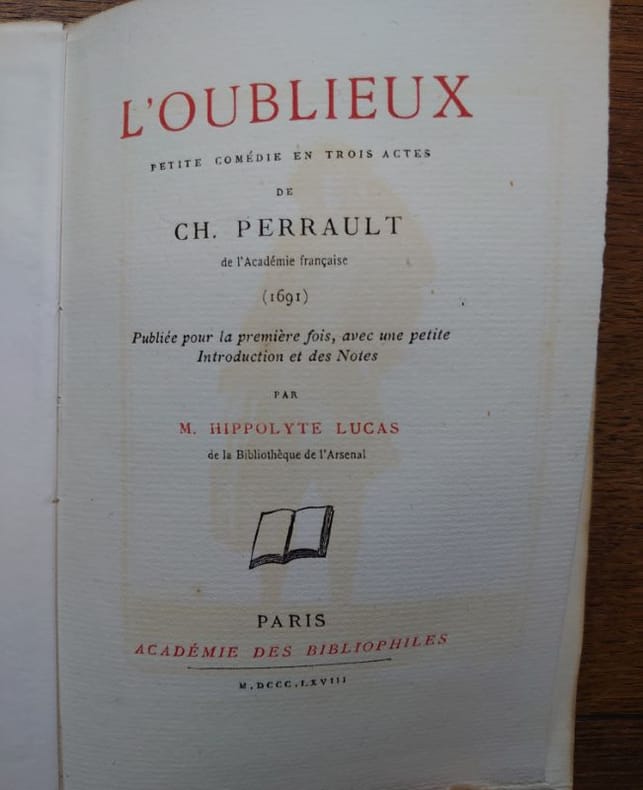 L'OUBLIEUX
PETITE COMÉDIE EN TROIS ACTES
DE
CH. PERRAULT
de l'Académie française
(1691)
Publiée pour la première fois, avec une petite
Introduction et des Notes
PAR
M. HIPPOLYTE LUCAS
de la Bibliothèque de l'Arsenal
PARIS
ACADÉMIE DES BIBLIOPHILES
M.DCCC.LXVIII